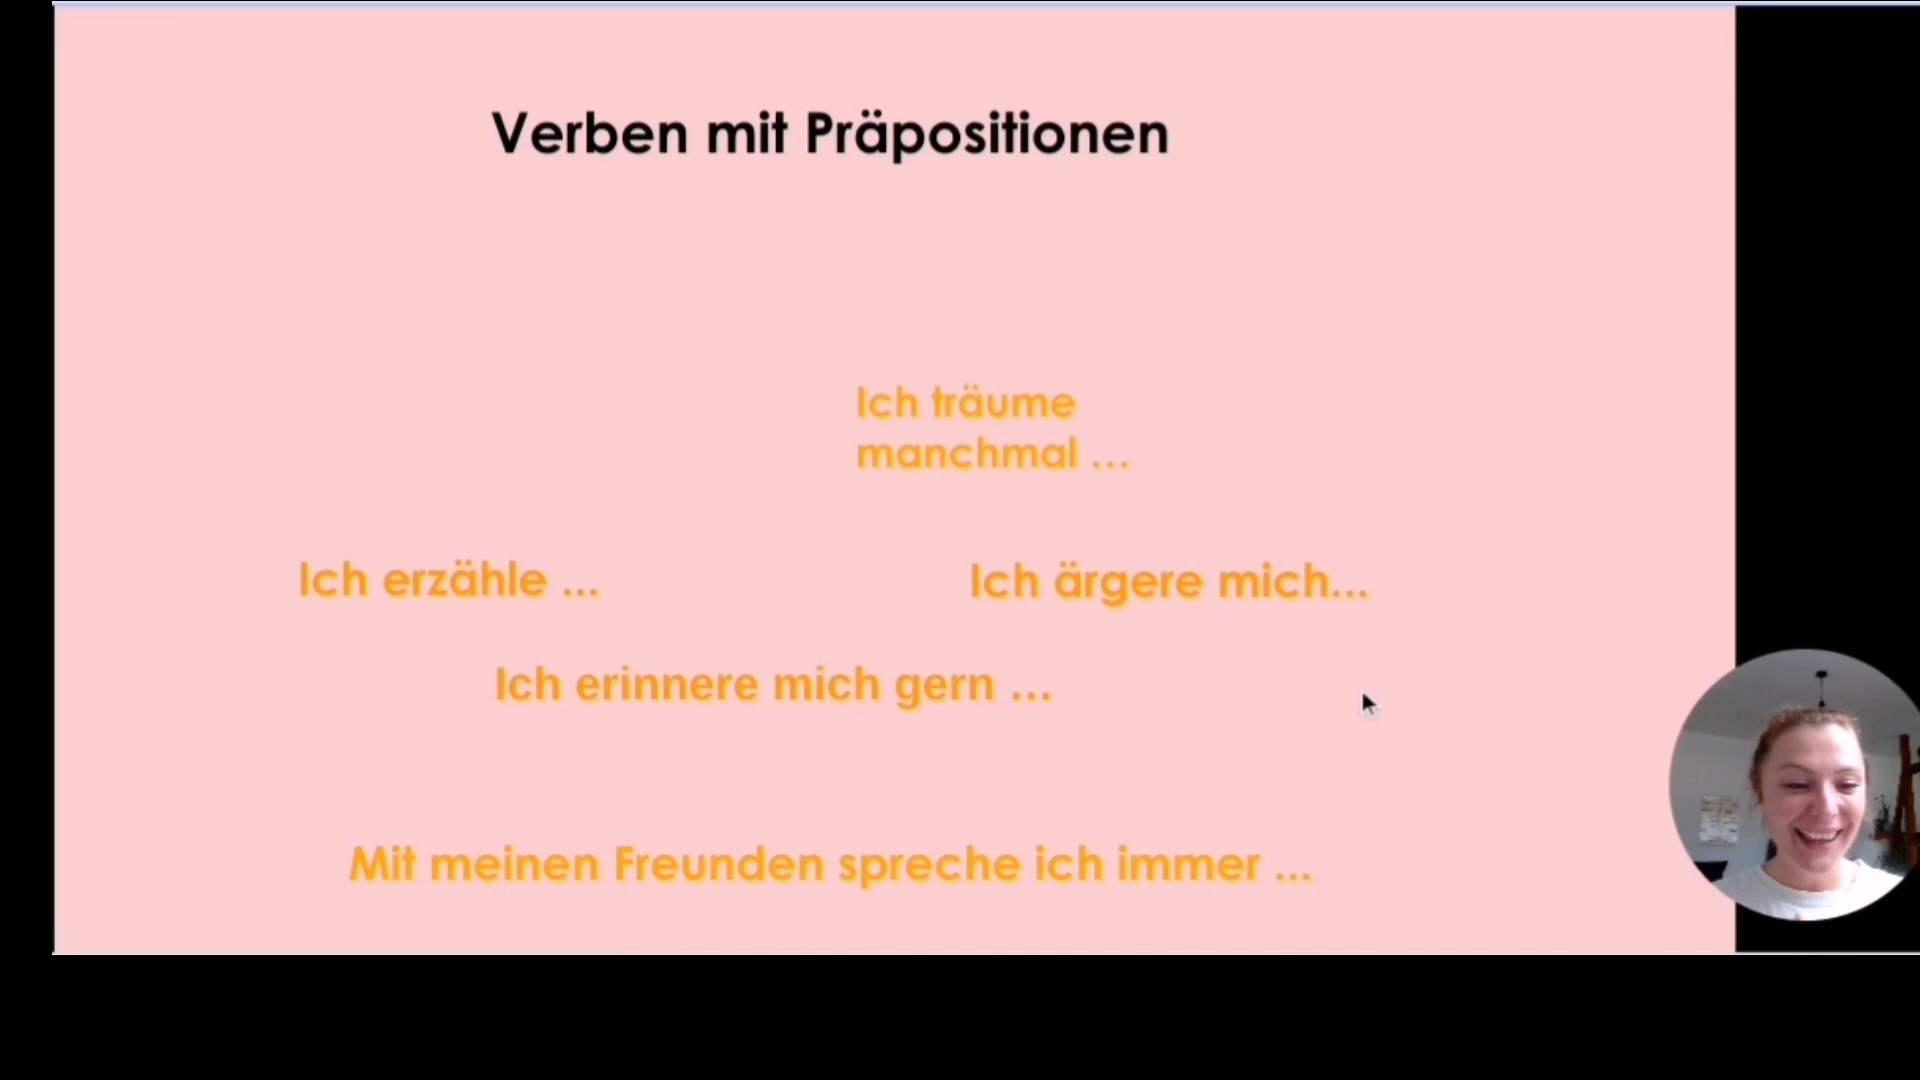 Verben mit Präpositionen
Ich träume
manchmal …
Ich erzähle ...
Ich ärgere mich...
Ich erinnere mich gern …
Mit meinen Freunden spreche ich immer ...